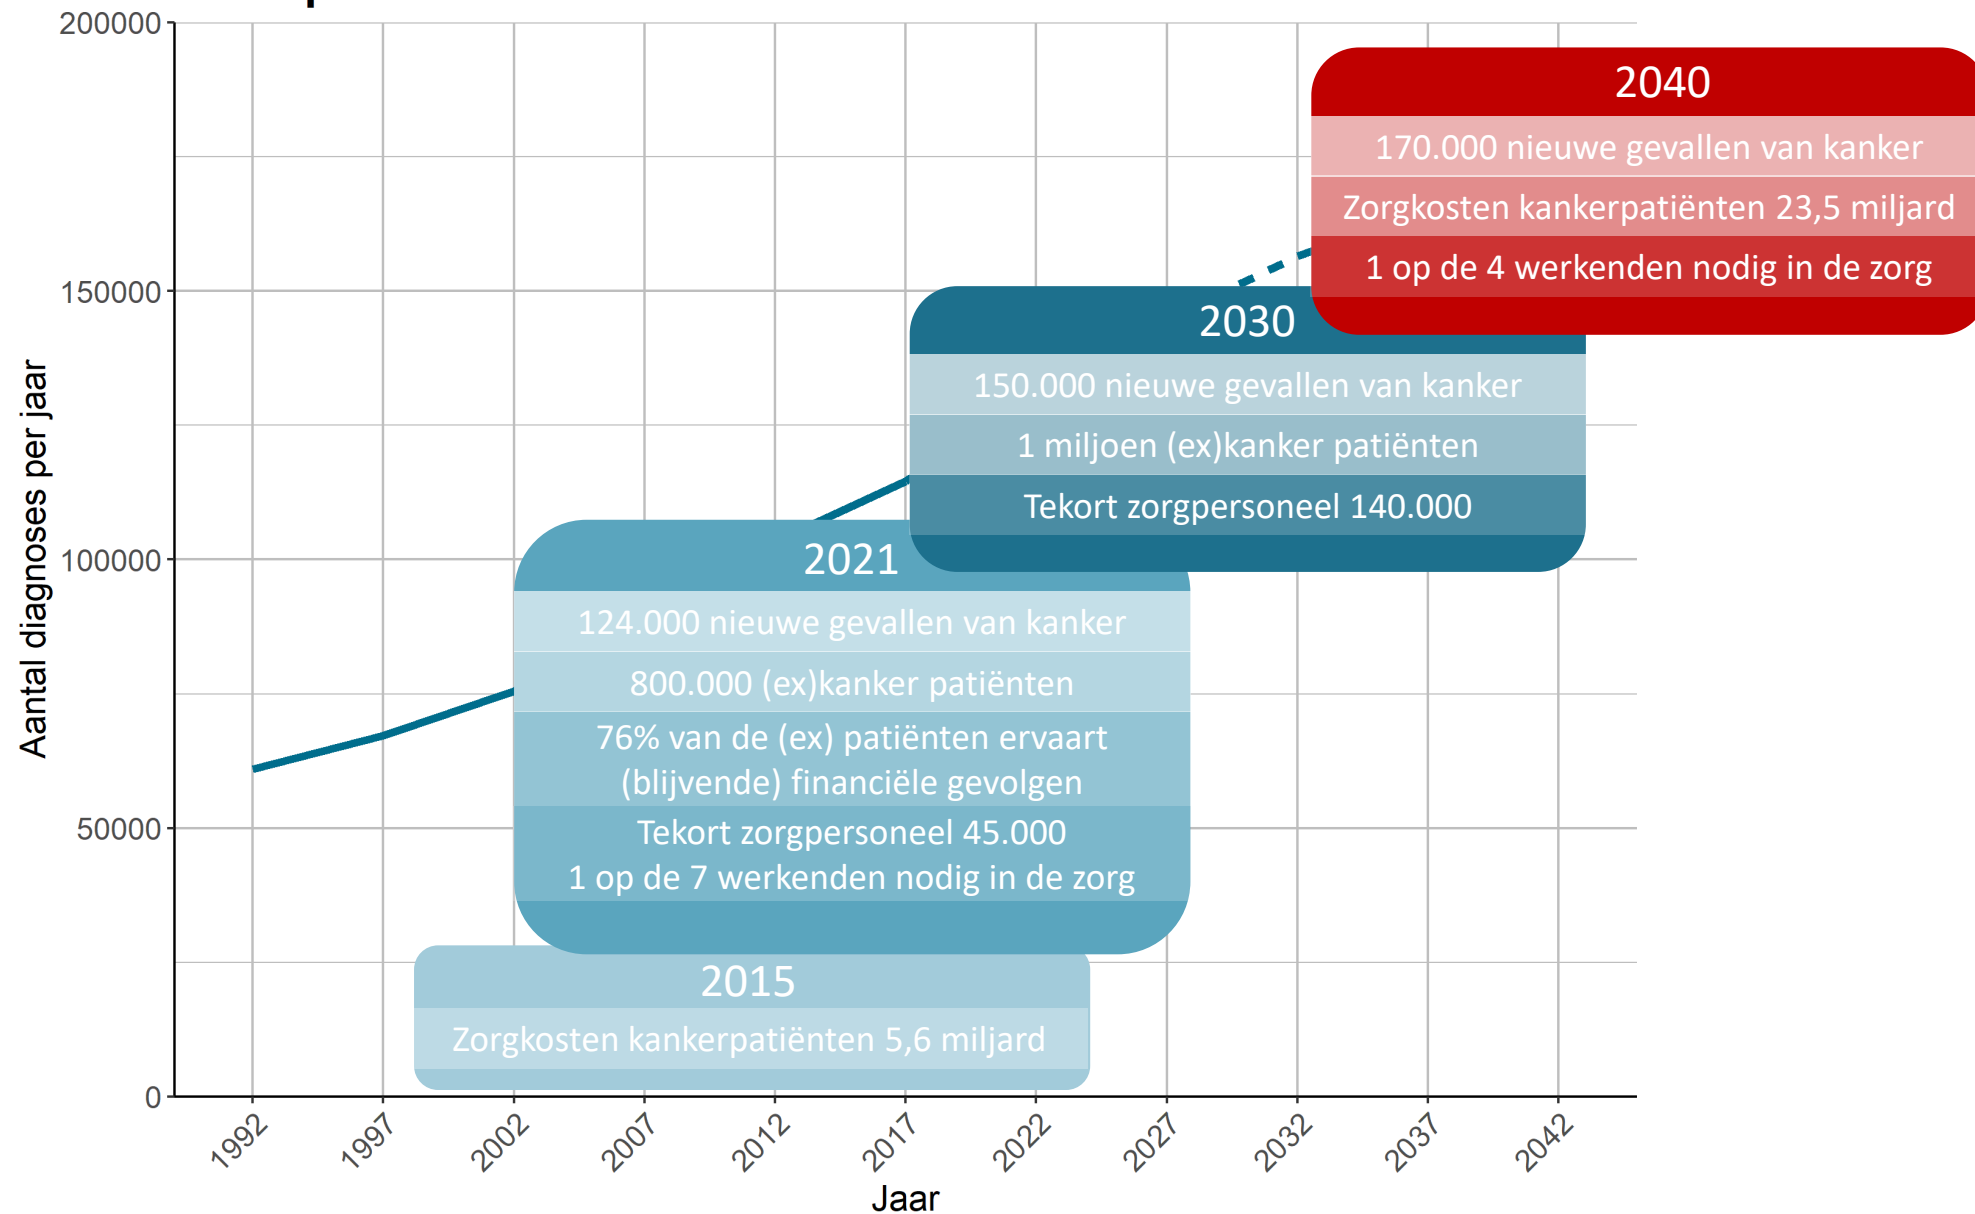 200000
150000
100000
50000
0
Aantal diagnoses per jaar
2040
170.000 nieuwe gevallen van kanker
Zorgkosten kankerpatiënten 23,5 miljard
1 op de 4 werkenden nodig in de zorg
2030
150.000 nieuwe gevallen van kanker
1 miljoen (ex)kanker patiënten
Tekort zorgpersoneel 140.000
2021
124.000 nieuwe gevallen van kanker
800.000 (ex)kanker patiënten
76% van de (ex) patiënten ervaart
(blijvende) financiële gevolgen
Tekort zorgpersoneel 45.000
1 op de 7 werkenden nodig in de zorg
2015
Zorgkosten kankerpatiënten 5,6 miljard
1992 1997 2002 2007 2012 2017 2022 2027 2032 2037 2042
Jaar